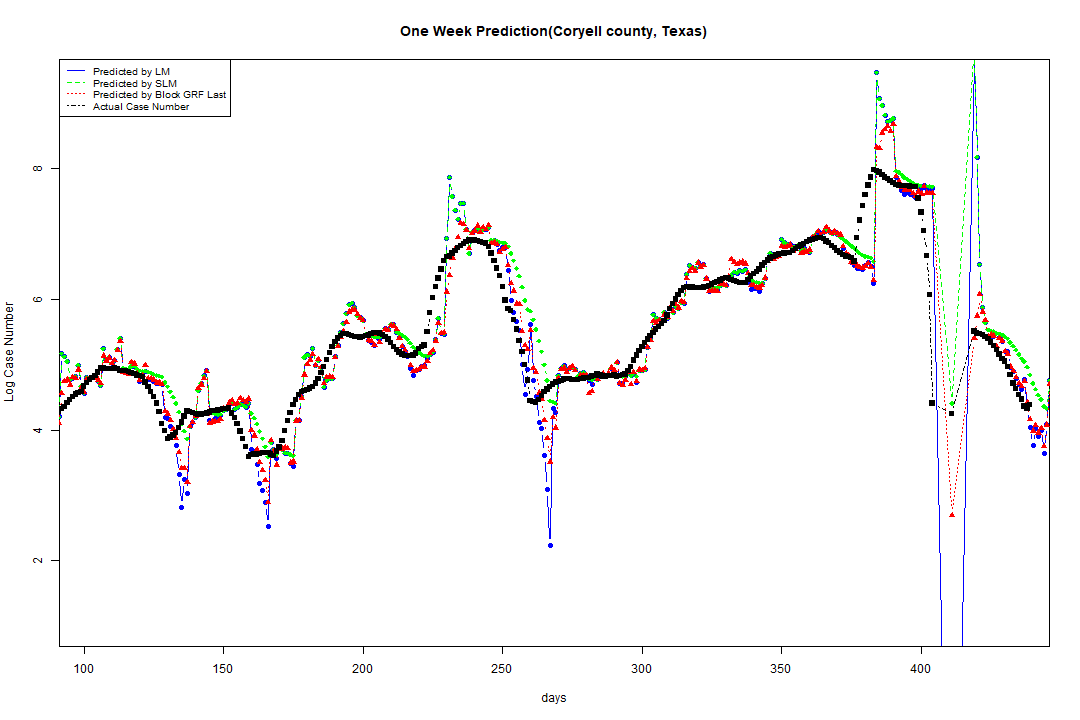 One Week Prediction(Coryell county, Texas)
Predicted by LM
Predicted by SLM
Predicted by Block GRF Last
Actual Case Number
Log Case Number
8
6
4
2
100 150 200 250 300 350 400
days